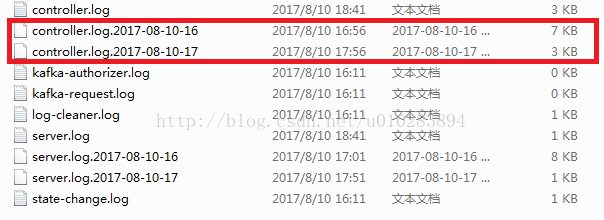 controller.log 2017/8/10 18:41 文本文档 3 KB
controller.log.2017-08-10-16 2017/8/10 16:56 2017-08-10-16 ... 7 KB
controller.log.2017-08-10-17 2017/8/10 17:56 2017-08-10-17 ... 3 KB
kafka-authorizer.log 2017/8/10 16:11 文本文档 0 KB
kafka-request.log 2017/8/10 16:11 文本文档 0 KB
log-cleaner.log 2017/8/10 16:11 文本文档 1 KB
http://blog.csdn.net/u010285894
server.log 2017/8/10 18:41 文本文档 1 KB
server.log.2017-08-10-16 2017/8/10 17:01 2017-08-10-16 ... 8 KB
server.log.2017-08-10-17 2017/8/10 17:51 2017-08-10-17 ... 1 KB
state-change.log 2017/8/10 16:11 文本文档 1 KB